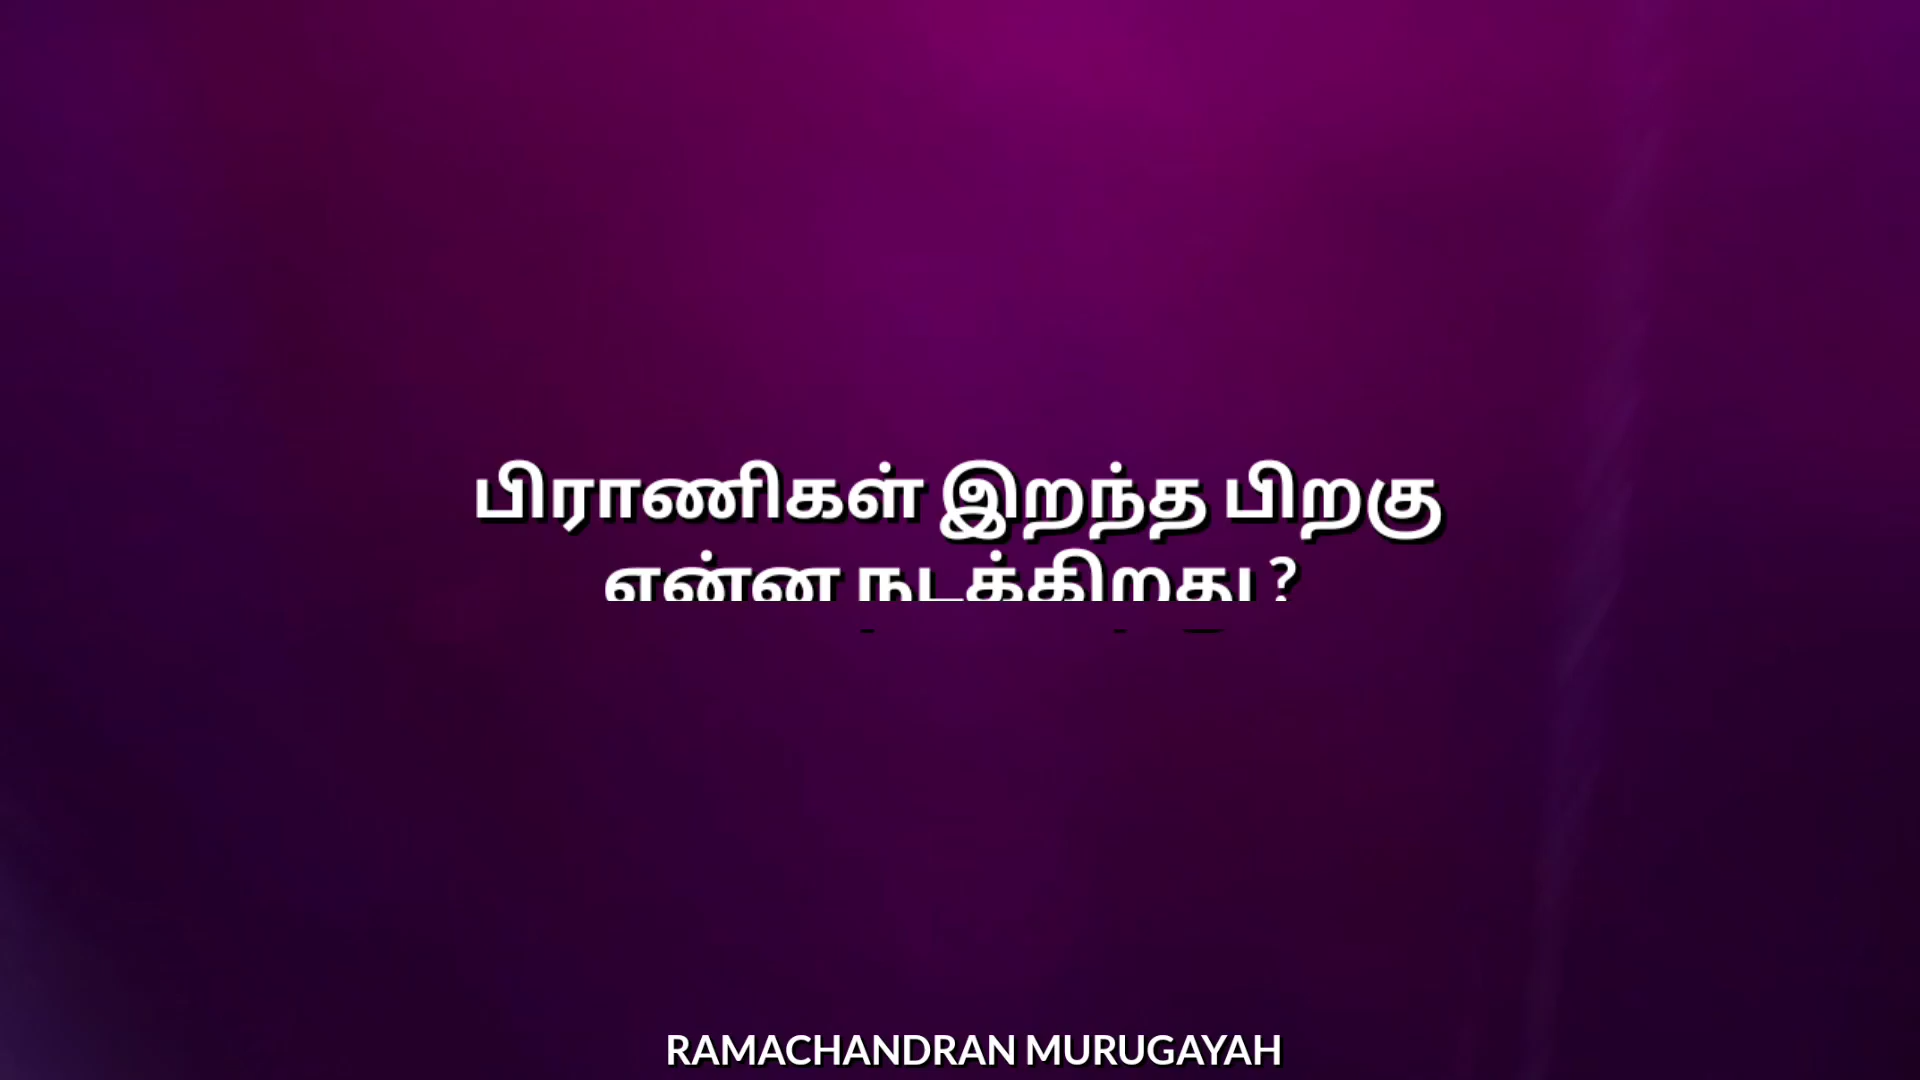 பிராணிகள் இறந்த பிறகு
என்ன நடக்கிறது ?
RAMACHANDRAN MURUGAYAH